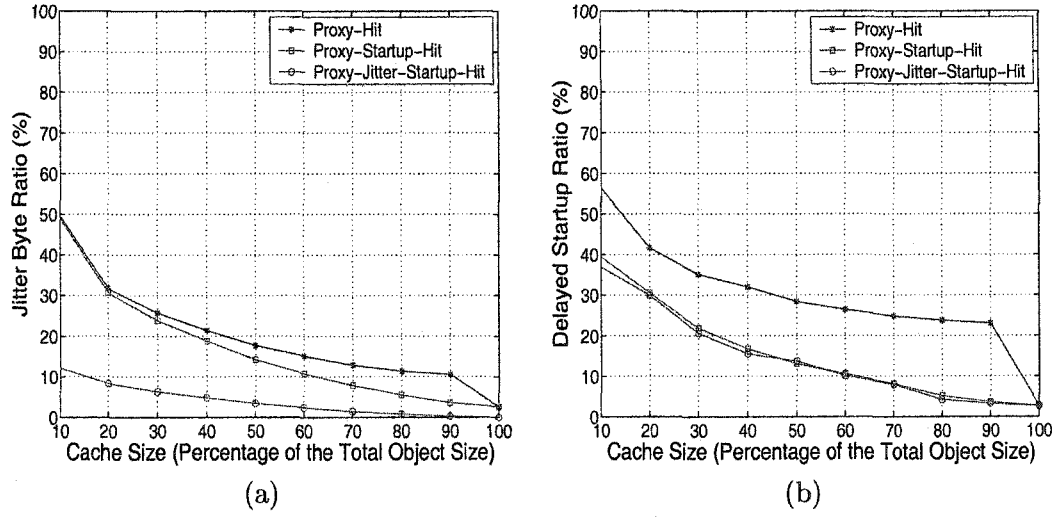 100
90
80
70
60
50
40
30
20
10
0
Jitter Byte Ratio (%)
Proxy-Hit
Proxy-Startup-Hit
Proxy-Jitter-Startup-Hit
10 20 30 40 50 60 70 80 90 100
Cache Size (Percentage of the Total Object Size)
(a)
100
90
80
70
60
50
40
30
20
10
0
Delayed Startup Ratio (%)
Proxy-Hit
Proxy-Startup-Hit
Proxy-Jitter-Startup-Hit
10 20 30 40 50 60 70 80 90 100
Cache Size (Percentage of the Total Object Size)
(b)